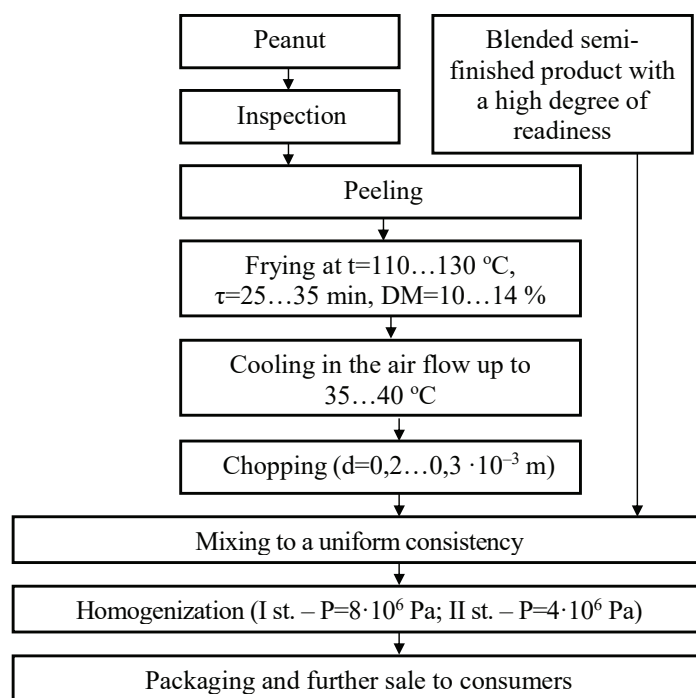 Peanut
Blended semi-
finished product with
a high degree of
readiness
Inspection
Peeling
Frying at t=110…130 ºC,
τ=25…35 min, DM=10…14 %
Cooling in the air flow up to
35…40 ºC
Chopping (d=0,2…0,3 ·10⁻³ m)
Mixing to a uniform consistency
Homogenization (I st. – P=8·10⁶ Pa; II st. – P=4·10⁶ Pa)
Packaging and further sale to consumers